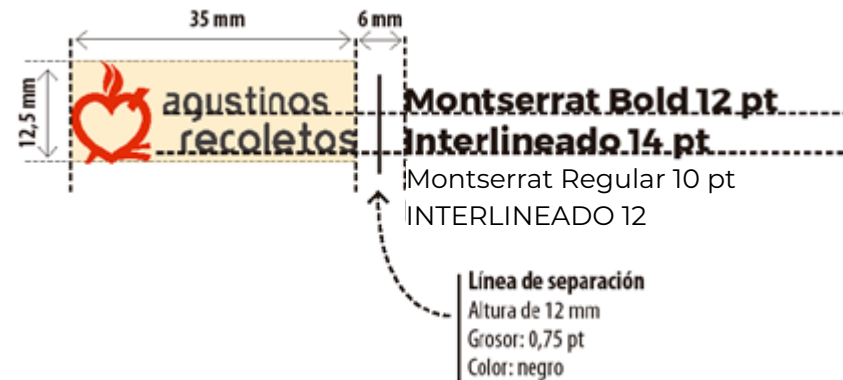 35 mm
6 mm
12,5 mm
agustinos
recoletos
Montserrat Bold 12 pt
Interlineado 14 pt
Montserrat Regular 10 pt
INTERLINEADO 12
Línea de separación
Altura de 12 mm
Grosor: 0,75 pt
Color: negro